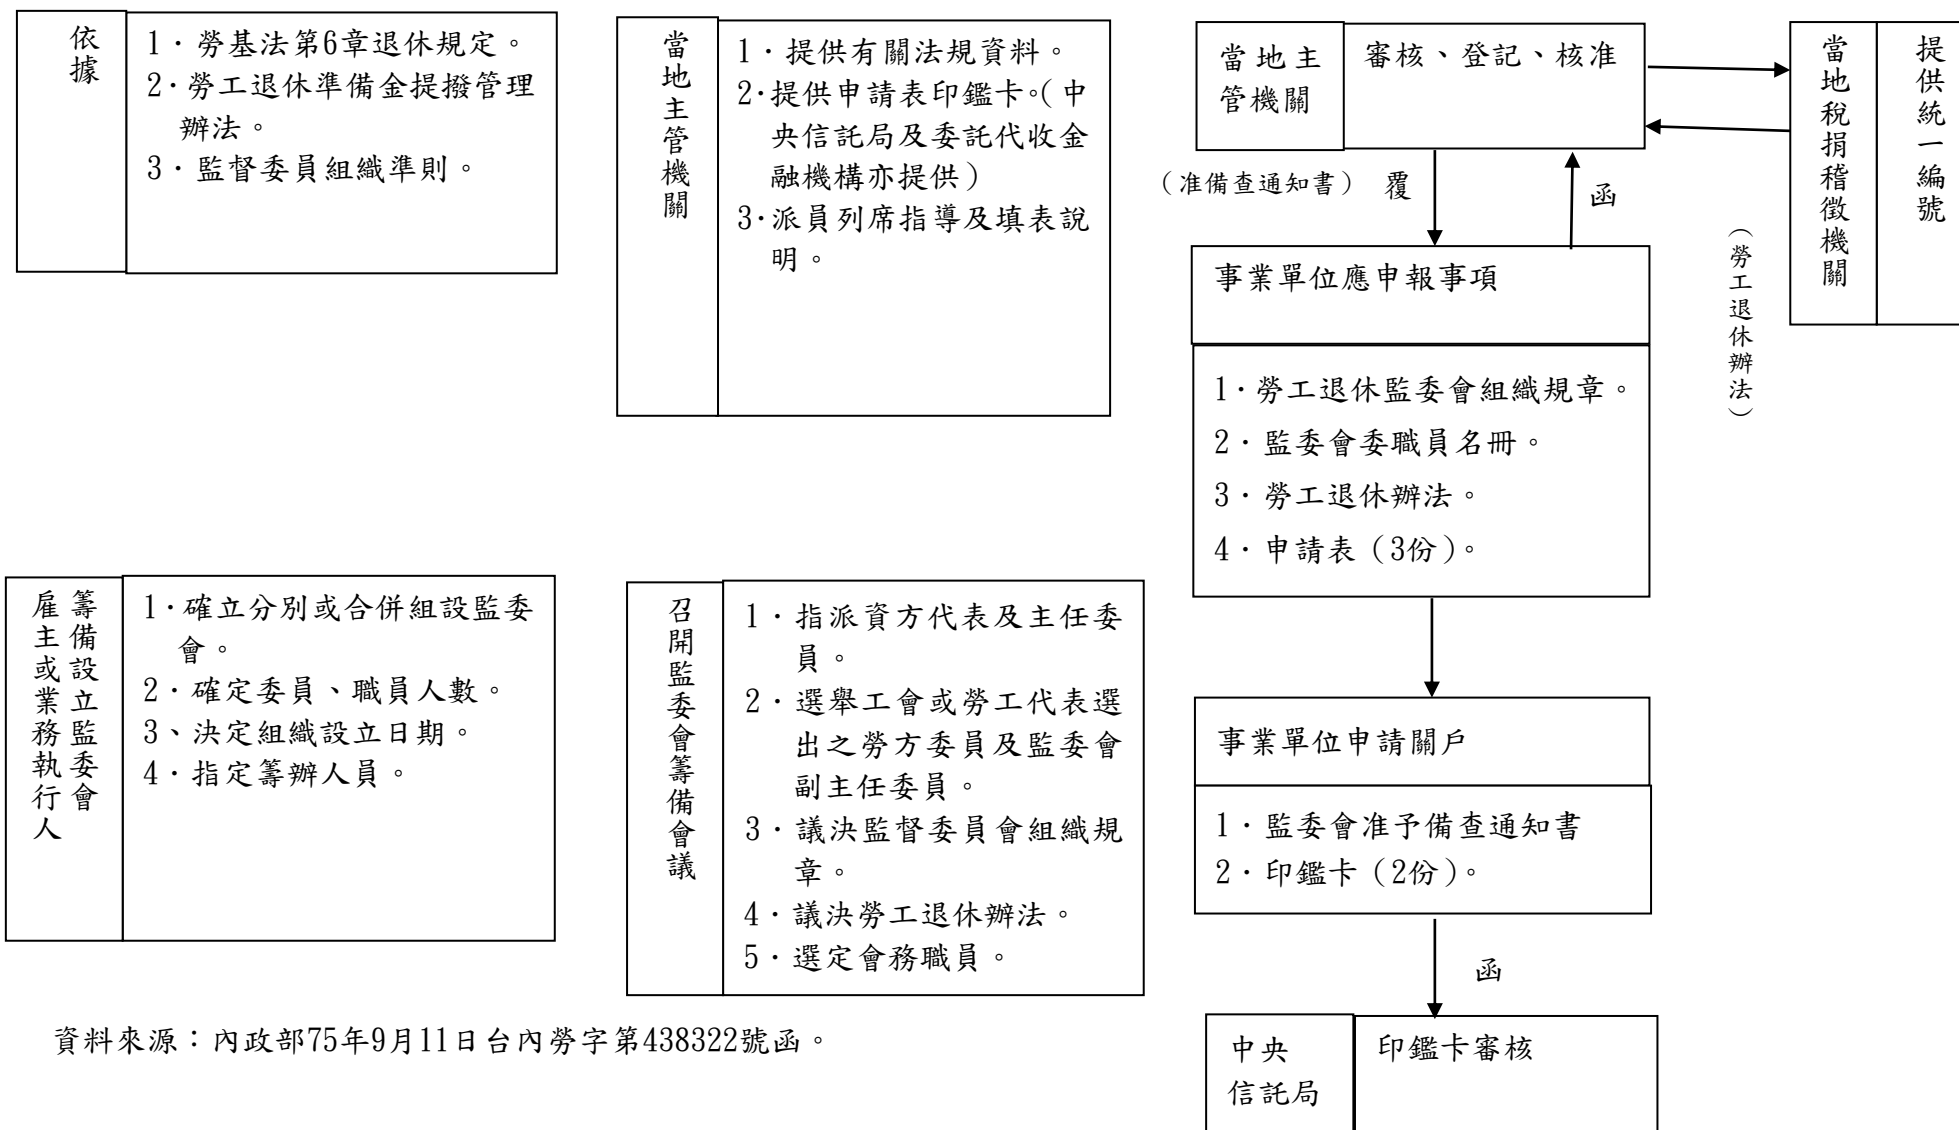 依據
1．勞基法第6章退休規定。
2．勞工退休準備金提撥管理
辦法。
3．監督委員組織準則。
當地主管機關
1．提供有關法規資料。
2．提供申請表印鑑卡。（中
央信託局及委託代收金
融機構亦提供）
3．派員列席指導及填表說
明。
當地主
管機關
審核、登記、核准
當地稅捐稽徵機關
提供統一編號
（准備查通知書） 覆
函
（勞工退休辦法）
事業單位應申報事項
1．勞工退休監委會組織規章。
2．監委會委職員名冊。
3．勞工退休辦法。
4．申請表（3份）。
籌備設立監委會
雇主或業務執行人
1．確立分別或合併組設監委
會。
2．確定委員、職員人數。
3、決定組織設立日期。
4．指定籌辦人員。
召開監委會籌備會議
1．指派資方代表及主任委
員。
2．選舉工會或勞工代表選
出之勞方委員及監委會
副主任委員。
3．議決監督委員會組織規
章。
4．議決勞工退休辦法。
5．選定會務職員。
事業單位申請關戶
1．監委會准予備查通知書
2．印鑑卡（2份）。
函
中央
信託局
印鑑卡審核
資料來源：內政部75年9月11日台內勞字第438322號函。